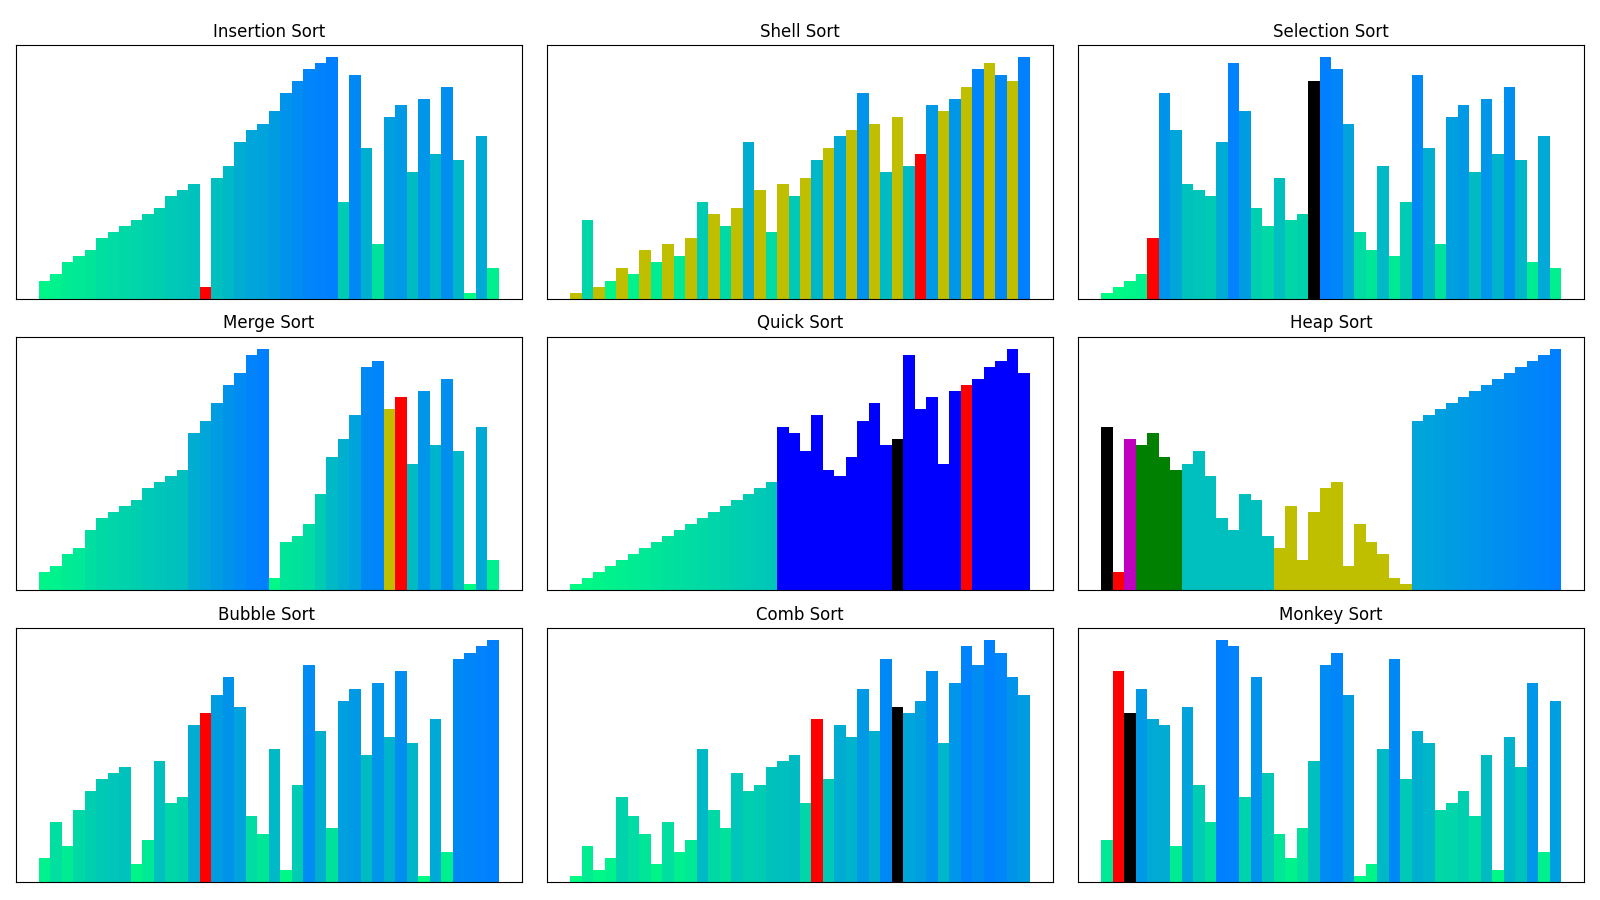 Insertion Sort
Shell Sort
Selection Sort
Merge Sort
Quick Sort
Heap Sort
Bubble Sort
Comb Sort
Monkey Sort